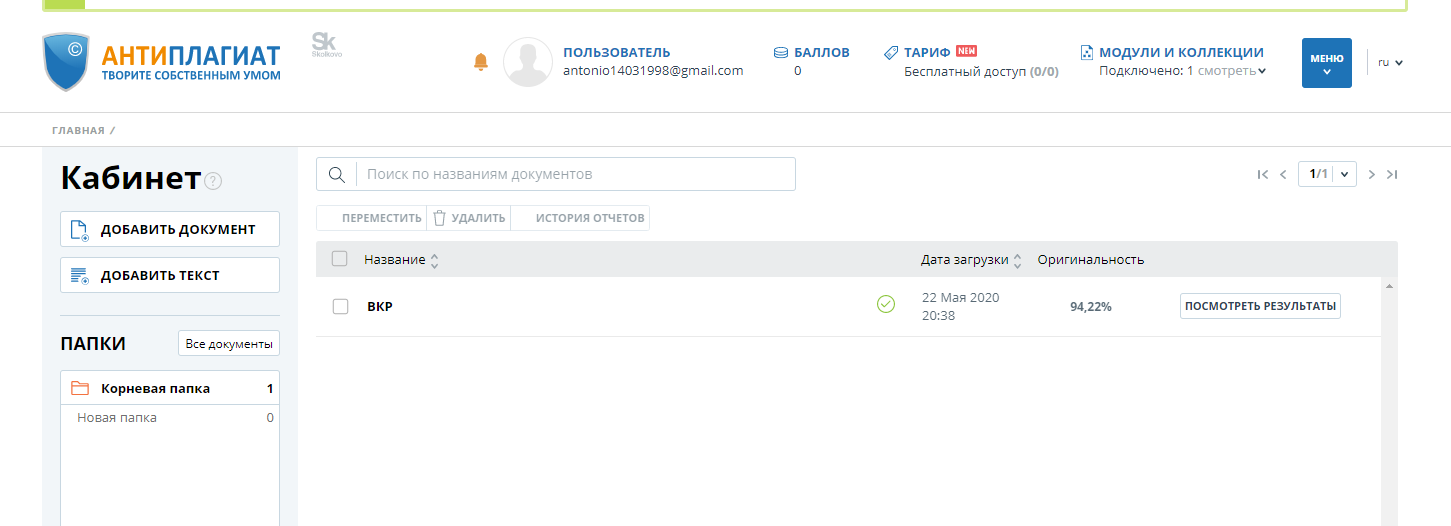 АНТИПЛАГИАТ
ТВОРИТЕ СОБСТВЕННЫМ УМОМ
Sk
Skolkovo
ПОЛЬЗОВАТЕЛЬ
antonio14031998@gmail.com
БАЛЛОВ
0
ТАРИФ NEW
Бесплатный доступ (0/0)
МОДУЛИ И КОЛЛЕКЦИИ
Подключено: 1 смотреть
МЕНЮ
ru
ГЛАВНАЯ /
Кабинет ?
ДОБАВИТЬ ДОКУМЕНТ
ДОБАВИТЬ ТЕКСТ
ПАПКИ Все документы
Корневая папка 1
Новая папка 0
Поиск по названиям документов
1/1
ПЕРЕМЕСТИТЬ УДАЛИТЬ ИСТОРИЯ ОТЧЕТОВ
Название Дата загрузки Оригинальность
ВКР 22 Мая 2020 94,22% ПОСМОТРЕТЬ РЕЗУЛЬТАТЫ
20:38